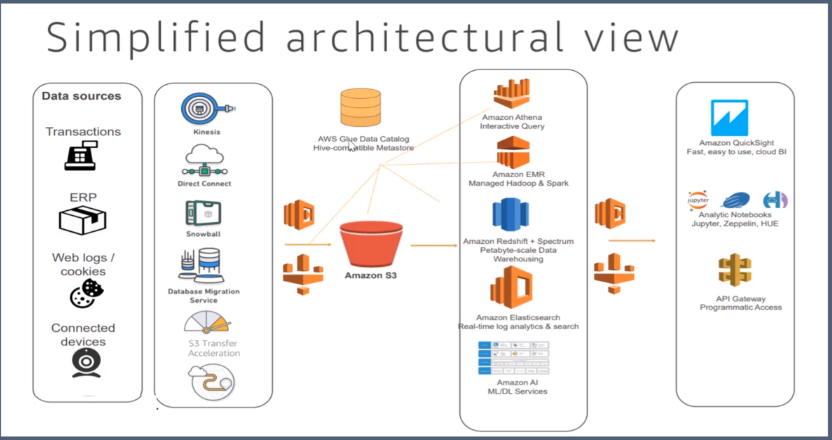 Simplified architectural view
Data sources
Transactions
ERP
Web logs /
cookies
Connected
devices
Kinesis
Direct Connect
Snowball
Database Migration
Service
S3 Transfer
Acceleration
AWS Glue Data Catalog
Hive-compatible Metastore
Amazon S3
Amazon Athena
Interactive Query
Amazon EMR
Managed Hadoop & Spark
Amazon Redshift + Spectrum
Petabyte-scale Data
Warehousing
Amazon Elasticsearch
Real-time log analytics & search
Amazon AI
ML/DL Services
Amazon QuickSight
Fast, easy to use, cloud BI
jupyter
Analytic Notebooks
Jupyter, Zeppelin, HUE
API Gateway
Programmatic Access